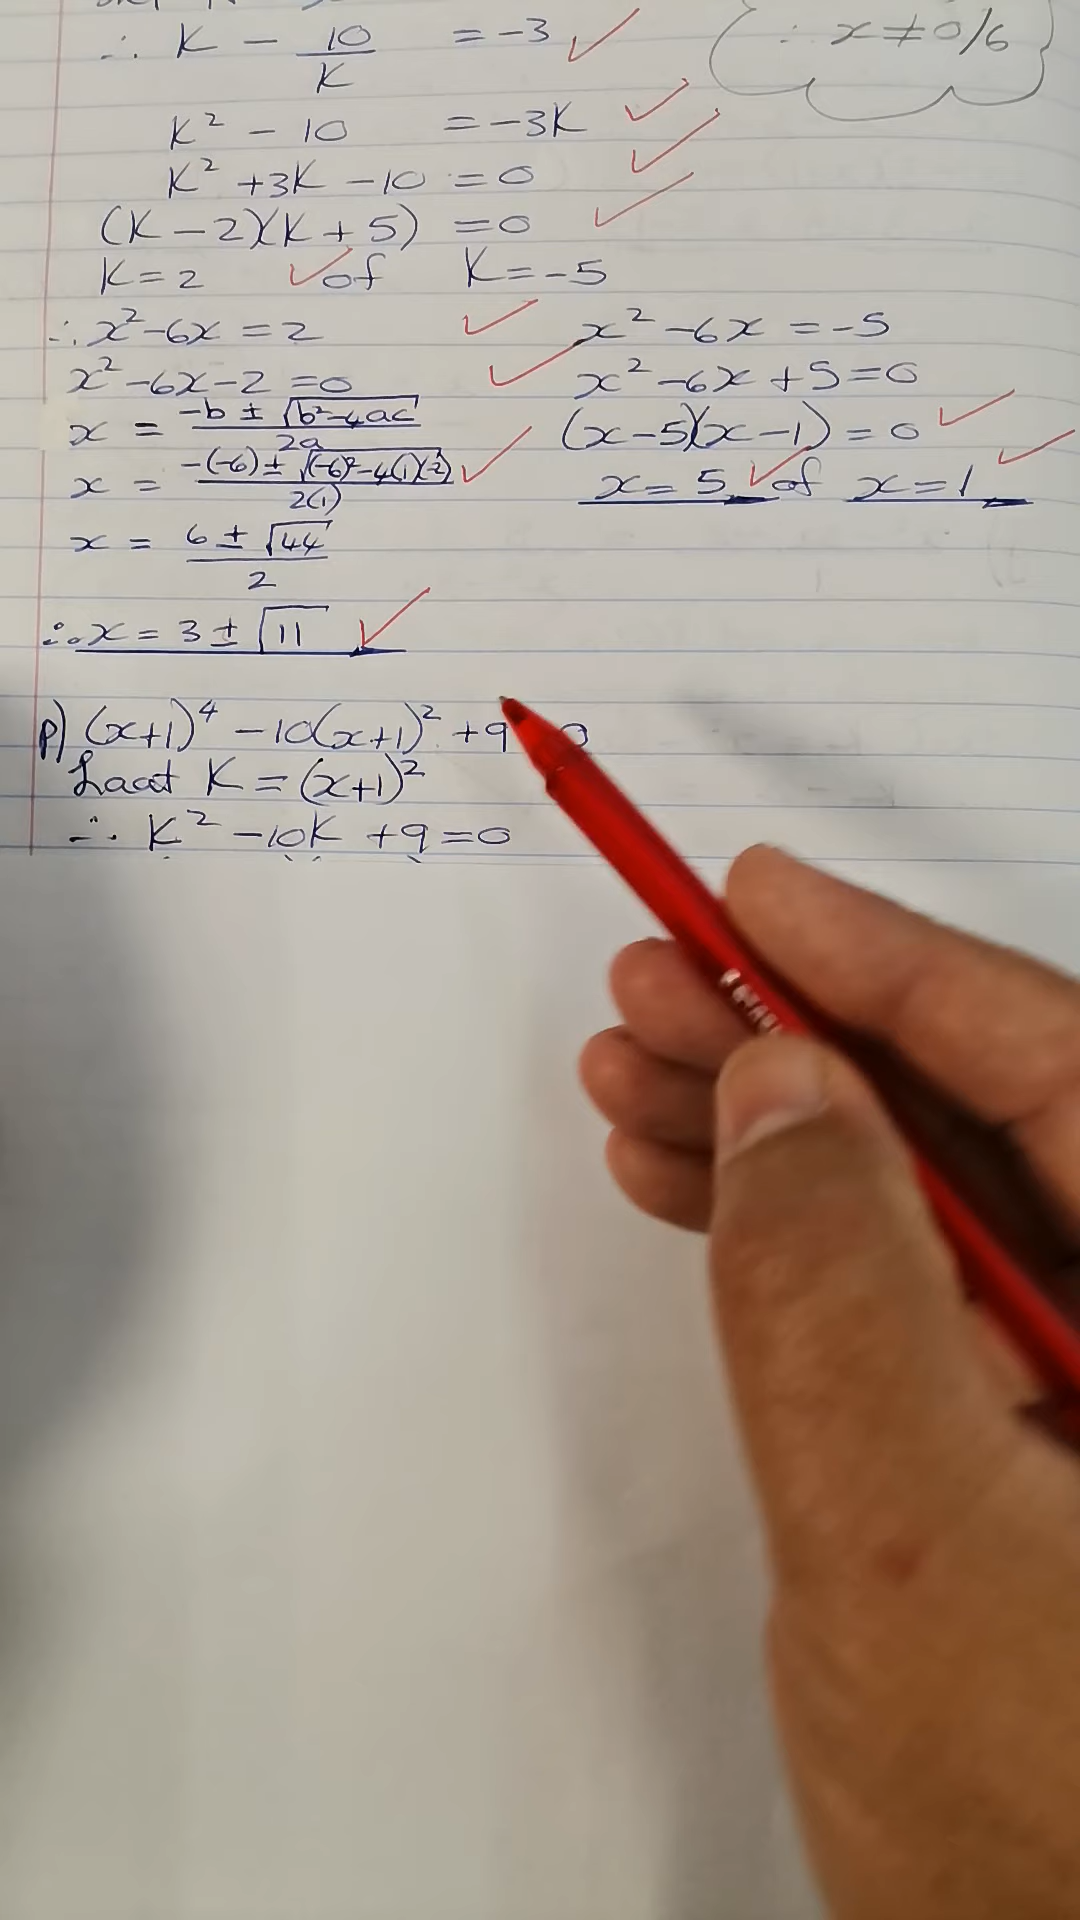 ∴ K - 10/K = -3 { ∴ x ≠ 0/6 }
K² - 10 = -3K
K² + 3K - 10 = 0
(K - 2)(K + 5) = 0
K = 2 of K = -5
∴ x² - 6x = 2 x² - 6x = -5
x² - 6x - 2 = 0 x² - 6x + 5 = 0
x = (-b ± √(b² - 4ac))/2a (x - 5)(x - 1) = 0
x = (-(-6) ± √((-6)² - 4(1)(-2)))/2(1) x = 5 of x = 1
x = (6 ± √44)/2
∴ x = 3 ± √11
p) (x+1)⁴ - 10(x+1)² + 9 0
Laat K = (x+1)²
∴ K² - 10K + 9 = 0